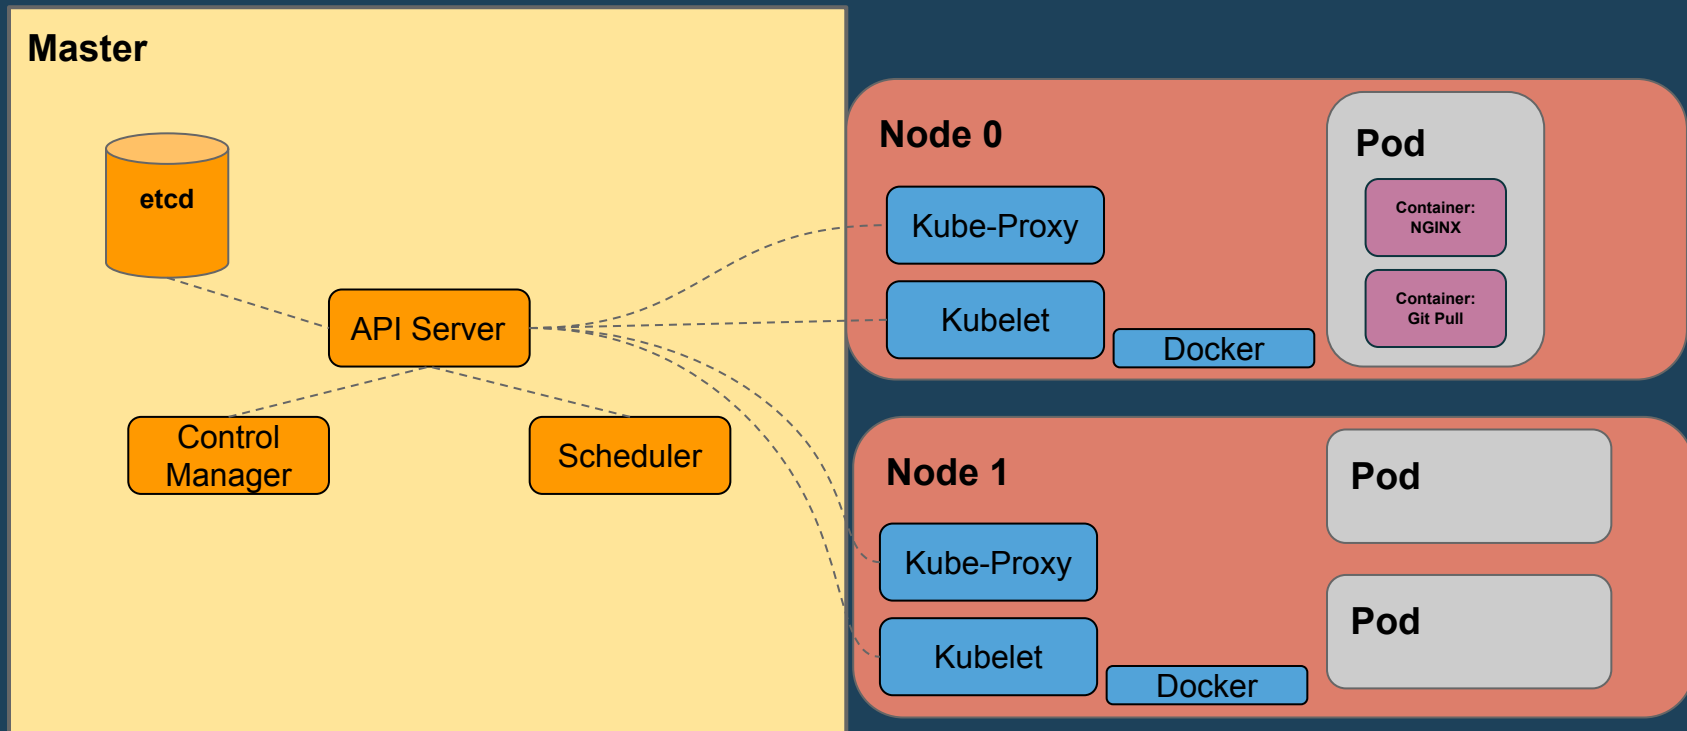 Master
etcd
API Server
Control
Manager
Scheduler
Node 0
Kube-Proxy
Kubelet
Docker
Pod
Container:
NGINX
Container:
Git Pull
Node 1
Kube-Proxy
Kubelet
Docker
Pod
Pod